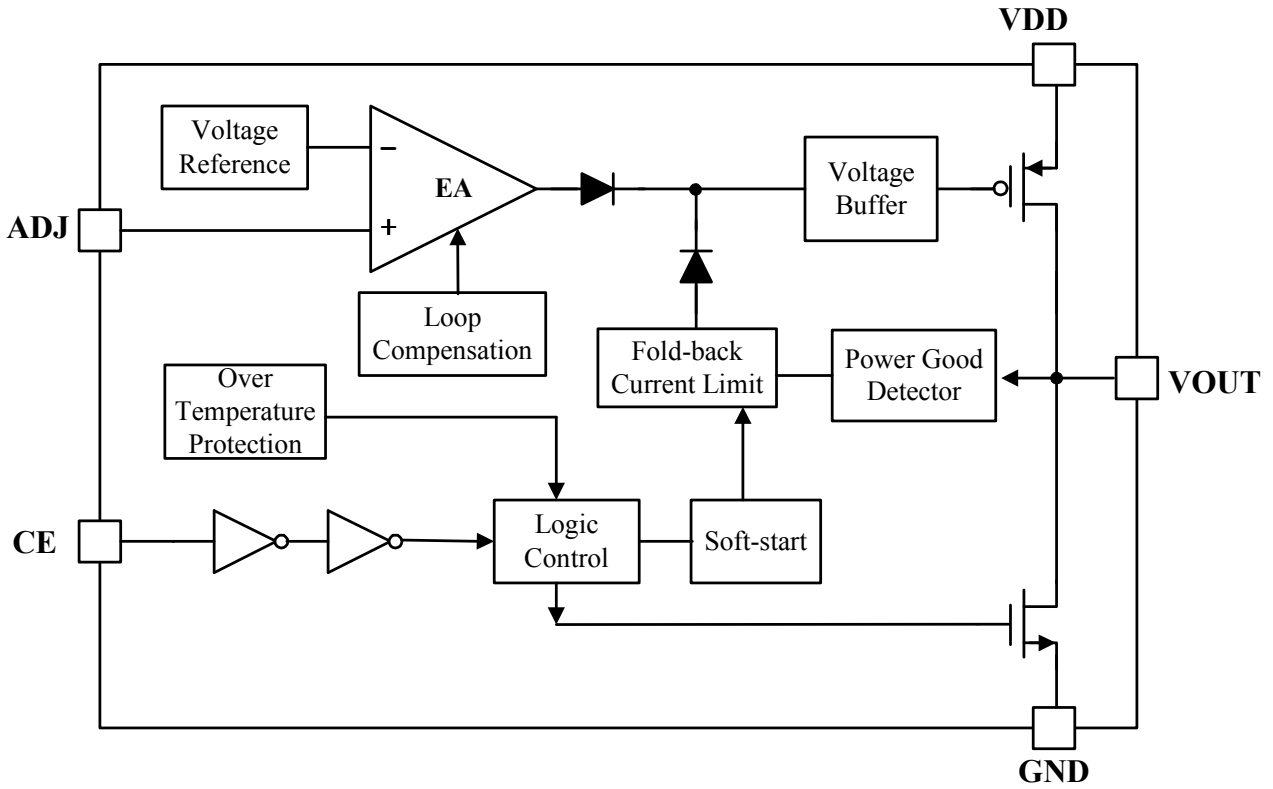 VDD
Voltage
Reference
−
EA
+
Voltage
Buffer
ADJ
Loop
Compensation
Fold-back
Current Limit
Power Good
Detector
VOUT
Over
Temperature
Protection
CE
Logic
Control
Soft-start
GND